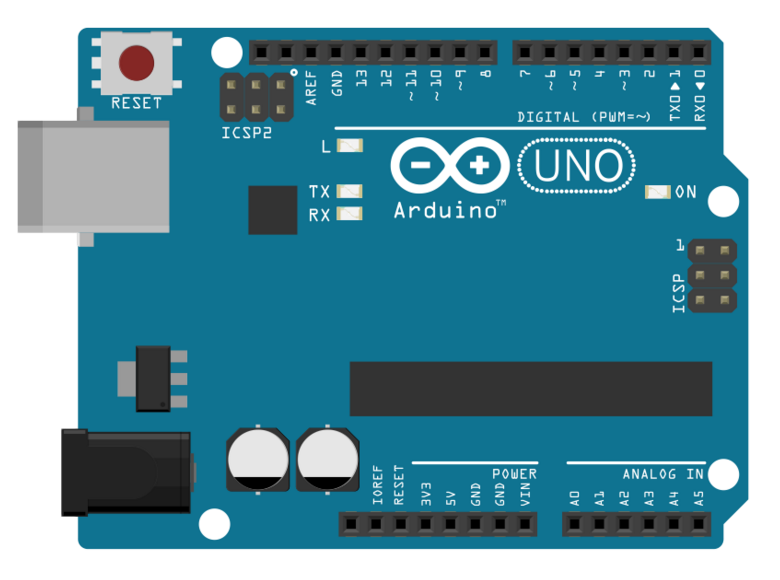 RESET
ICSP2
AREF
GND
13
12
~11
~10
~9
8
7
~6
~5
4
~3
2
TX0▶1
RX0◀0
DIGITAL (PWM=~)
L
TX
RX
Arduino™
UNO
ON
1
ICSP
POWER
ANALOG IN
IOREF
RESET
3V3
5V
GND
GND
VIN
A0
A1
A2
A3
A4
A5